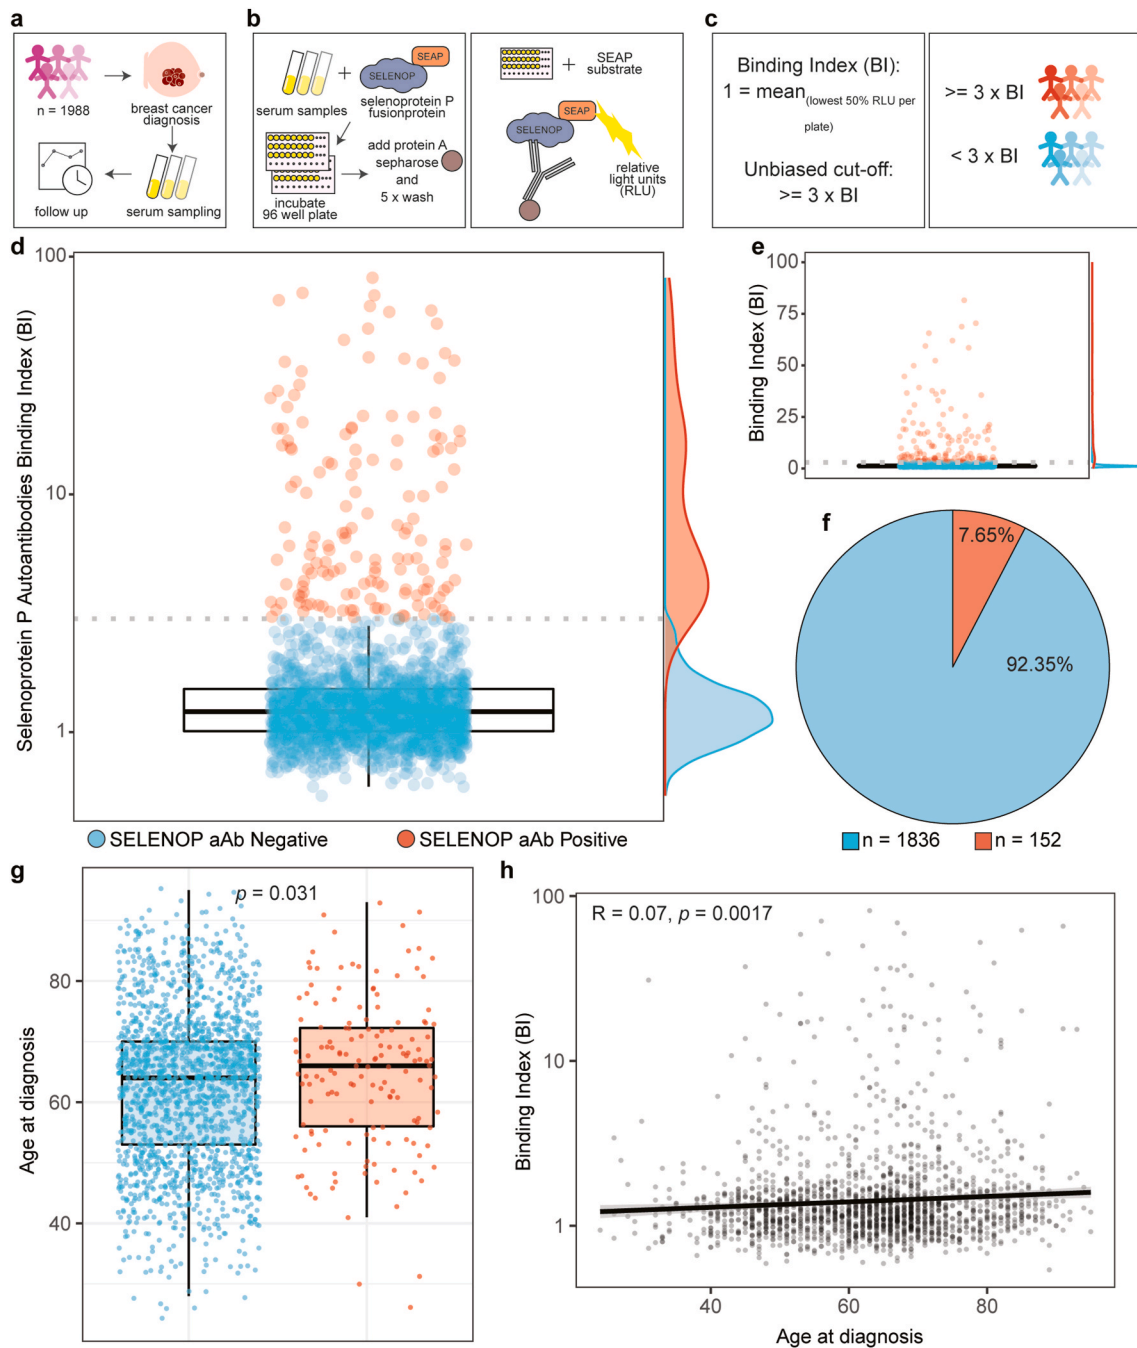 a
n = 1988
breast cancer
diagnosis
follow up
serum sampling
b
serum samples
+
SELENOP
SEAP
selenoprotein P
fusionprotein
incubate
96 well plate
add protein A
sepharose
and
5 x wash
+
SEAP
substrate
SELENOP
SEAP
relative
light units
(RLU)
c
Binding Index (BI):
1 = mean(lowest 50% RLU per
plate)
Unbiased cut-off:
>= 3 x BI
>= 3 x BI
< 3 x BI
d
Selenoprotein P Autoantibodies Binding Index (BI)
100
10
1
SELENOP aAb Negative
SELENOP aAb Positive
e
Binding Index (BI)
100
75
50
25
0
f
7.65%
92.35%
n = 1836
n = 152
g
Age at diagnosis
80
60
40
p = 0.031
h
R = 0.07, p = 0.0017
Binding Index (BI)
100
10
1
40
60
80
Age at diagnosis